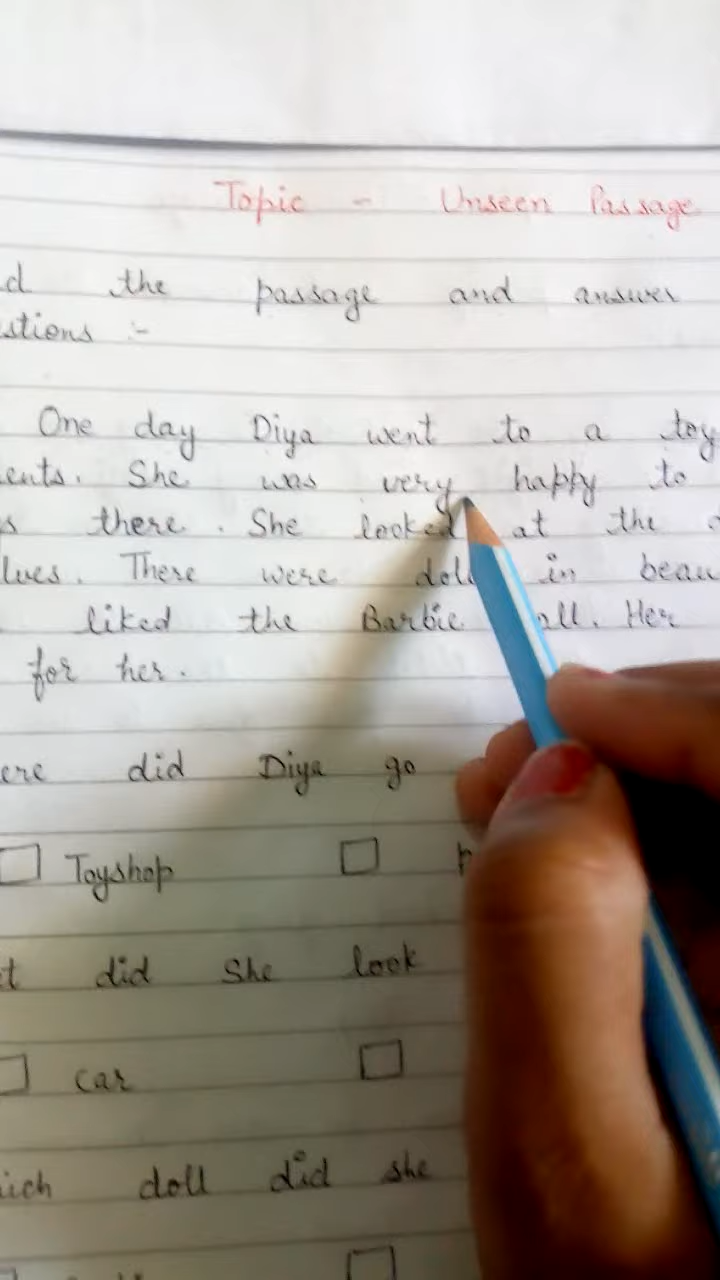 Topic - Unseen Passage
d the passage and answer
stions :-
One day Diya went to a toy
ents. She was very happy to
s there. She looked at the
lves. There were doll in beau
liked the Barbie oll. Her
for her.
ere did Diya go
Toyshop
t did She look
car
hich doll did she